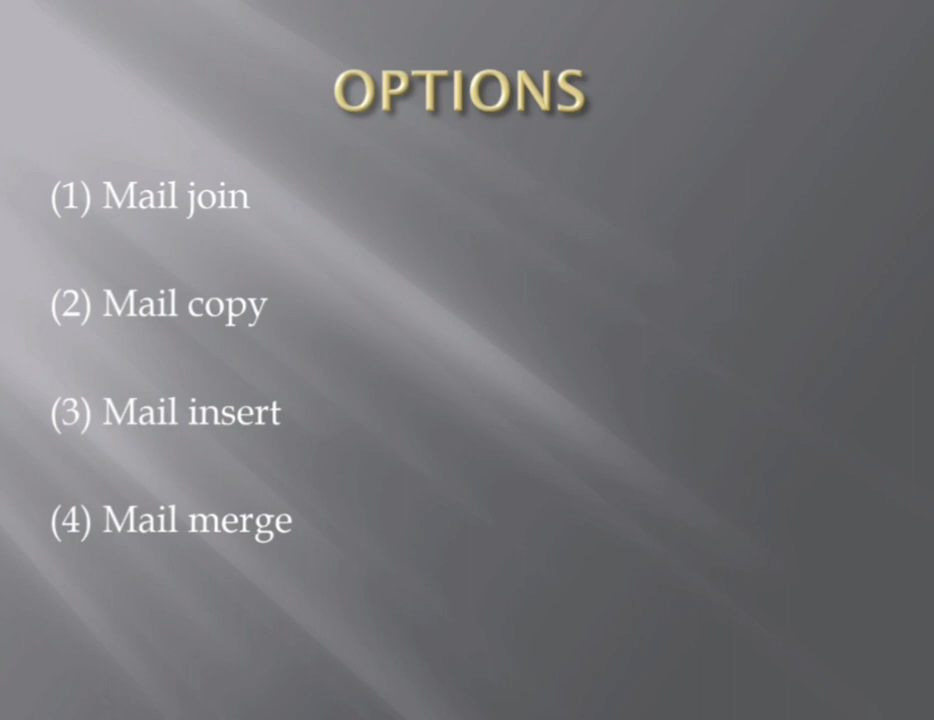 OPTIONS
(1) Mail join
(2) Mail copy
(3) Mail insert
(4) Mail merge